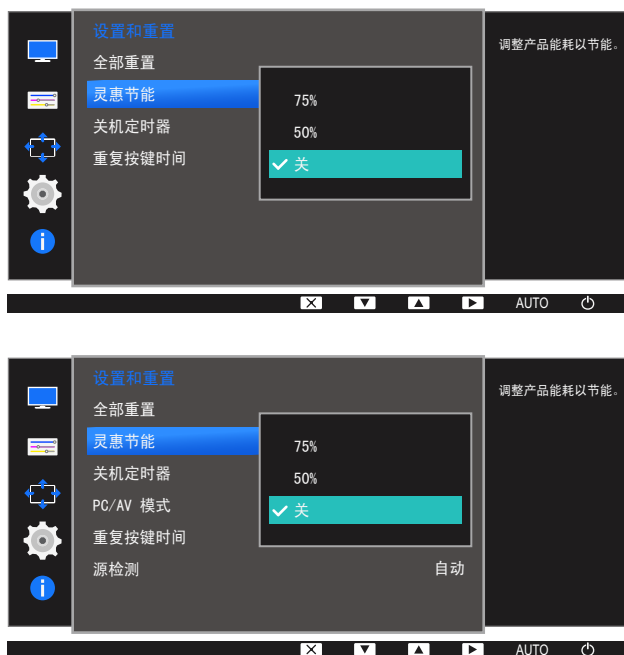 设置和重置
调整产品能耗以节能。
全部重置
灵惠节能
75%
关机定时器
50%
重复按键时间
关
AUTO
设置和重置
调整产品能耗以节能。
全部重置
灵惠节能
75%
关机定时器
50%
PC/AV 模式
关
重复按键时间
源检测 自动
AUTO